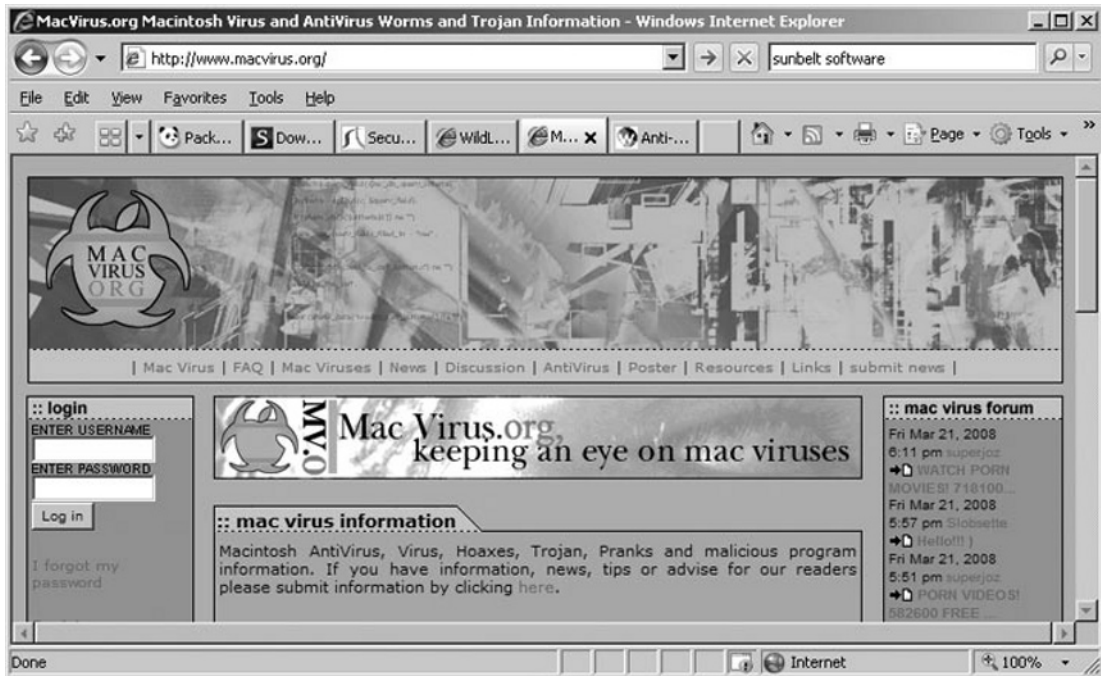 MacVirus.org Macintosh Virus and AntiVirus Worms and Trojan Information - Windows Internet Explorer
http://www.macvirus.org/
sunbelt software
File Edit View Favorites Tools Help
Pack... Dow... Secu... WildL... M... Anti-... Page Tools »
MAC
VIRUS
ORG
| Mac Virus | FAQ | Mac Viruses | News | Discussion | AntiVirus | Poster | Resources | Links | submit news |
:: login
ENTER USERNAME
ENTER PASSWORD
Log in
I forgot my
password
MV.O
Mac Virus.org,
keeping an eye on mac viruses
:: mac virus information
Macintosh AntiVirus, Virus, Hoaxes, Trojan, Pranks and malicious program
information. If you have information, news, tips or advise for our readers
please submit information by clicking here.
:: mac virus forum
Fri Mar 21, 2008
6:11 pm superjoz
WATCH PORN
MOVIES! 718100...
Fri Mar 21, 2008
5:57 pm Slobsette
Hello!!! )
Fri Mar 21, 2008
5:51 pm superjoz
PORN VIDEOS!
582600 FREE ...
Done
Internet
100%